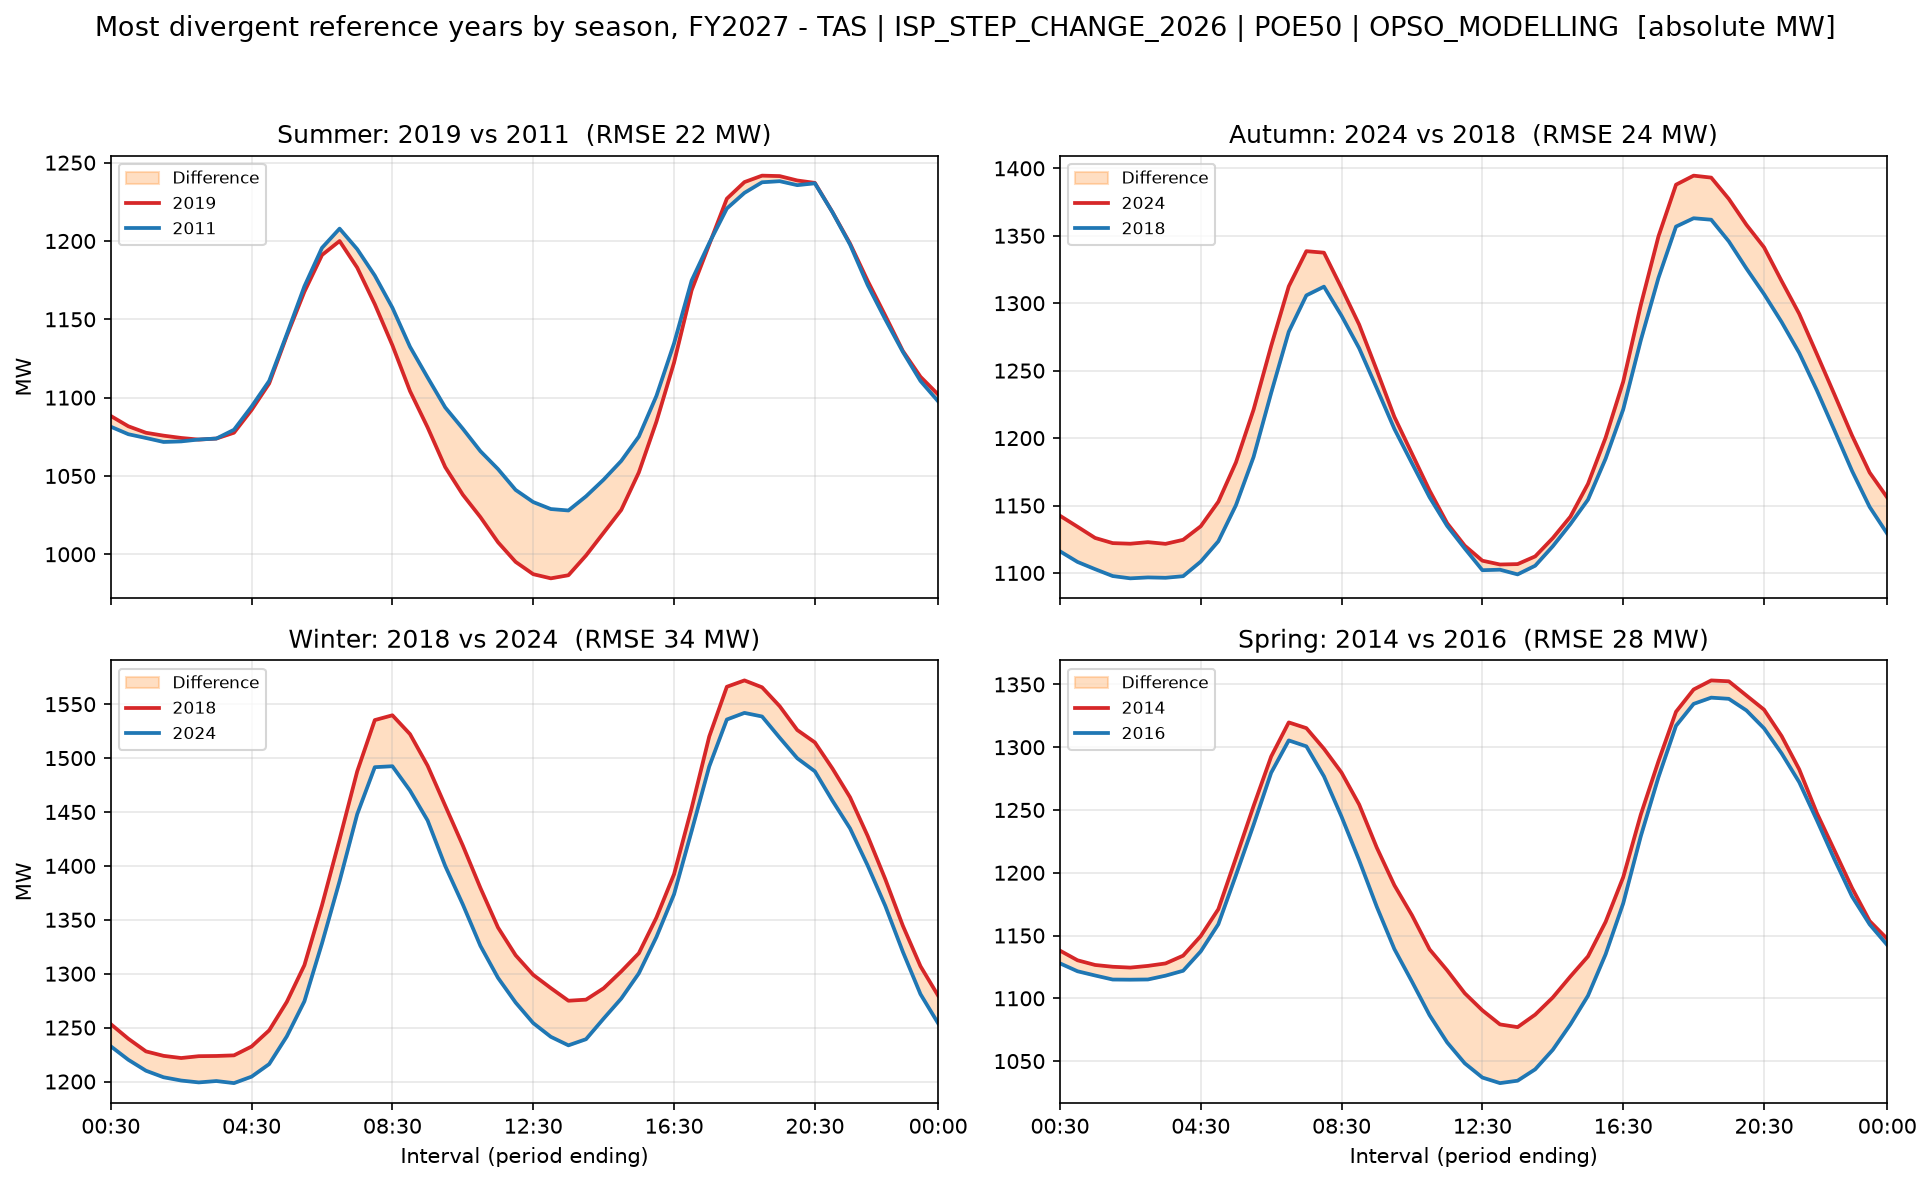 Most divergent reference years by season, FY2027 - TAS | ISP_STEP_CHANGE_2026 | POE50 | OPSO_MODELLING  [absolute MW]
Summer: 2019 vs 2011  (RMSE 22 MW)
Difference
2019
2011
1250
1200
1150
1100
1050
1000
MW
Autumn: 2024 vs 2018  (RMSE 24 MW)
Difference
2024
2018
1400
1350
1300
1250
1200
1150
1100
Winter: 2018 vs 2024  (RMSE 34 MW)
Difference
2018
2024
1550
1500
1450
1400
1350
1300
1250
1200
MW
00:30 04:30 08:30 12:30 16:30 20:30 00:00
Interval (period ending)
Spring: 2014 vs 2016  (RMSE 28 MW)
Difference
2014
2016
1350
1300
1250
1200
1150
1100
1050
00:30 04:30 08:30 12:30 16:30 20:30 00:00
Interval (period ending)